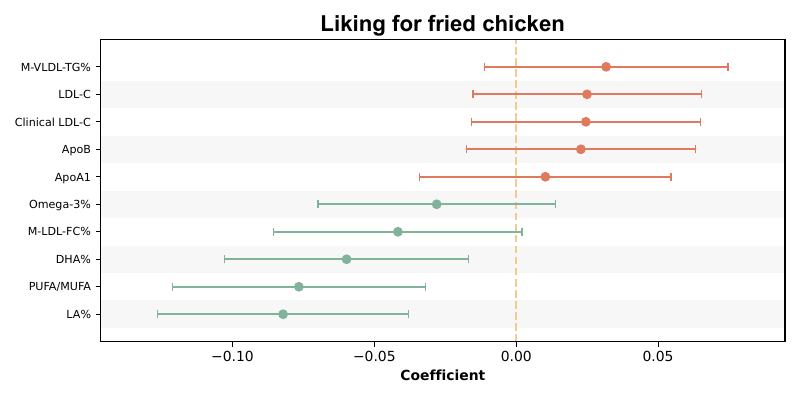 Liking for fried chicken
M-VLDL-TG%
LDL-C
Clinical LDL-C
ApoB
ApoA1
Omega-3%
M-LDL-FC%
DHA%
PUFA/MUFA
LA%
−0.10 −0.05 0.00 0.05
Coefficient